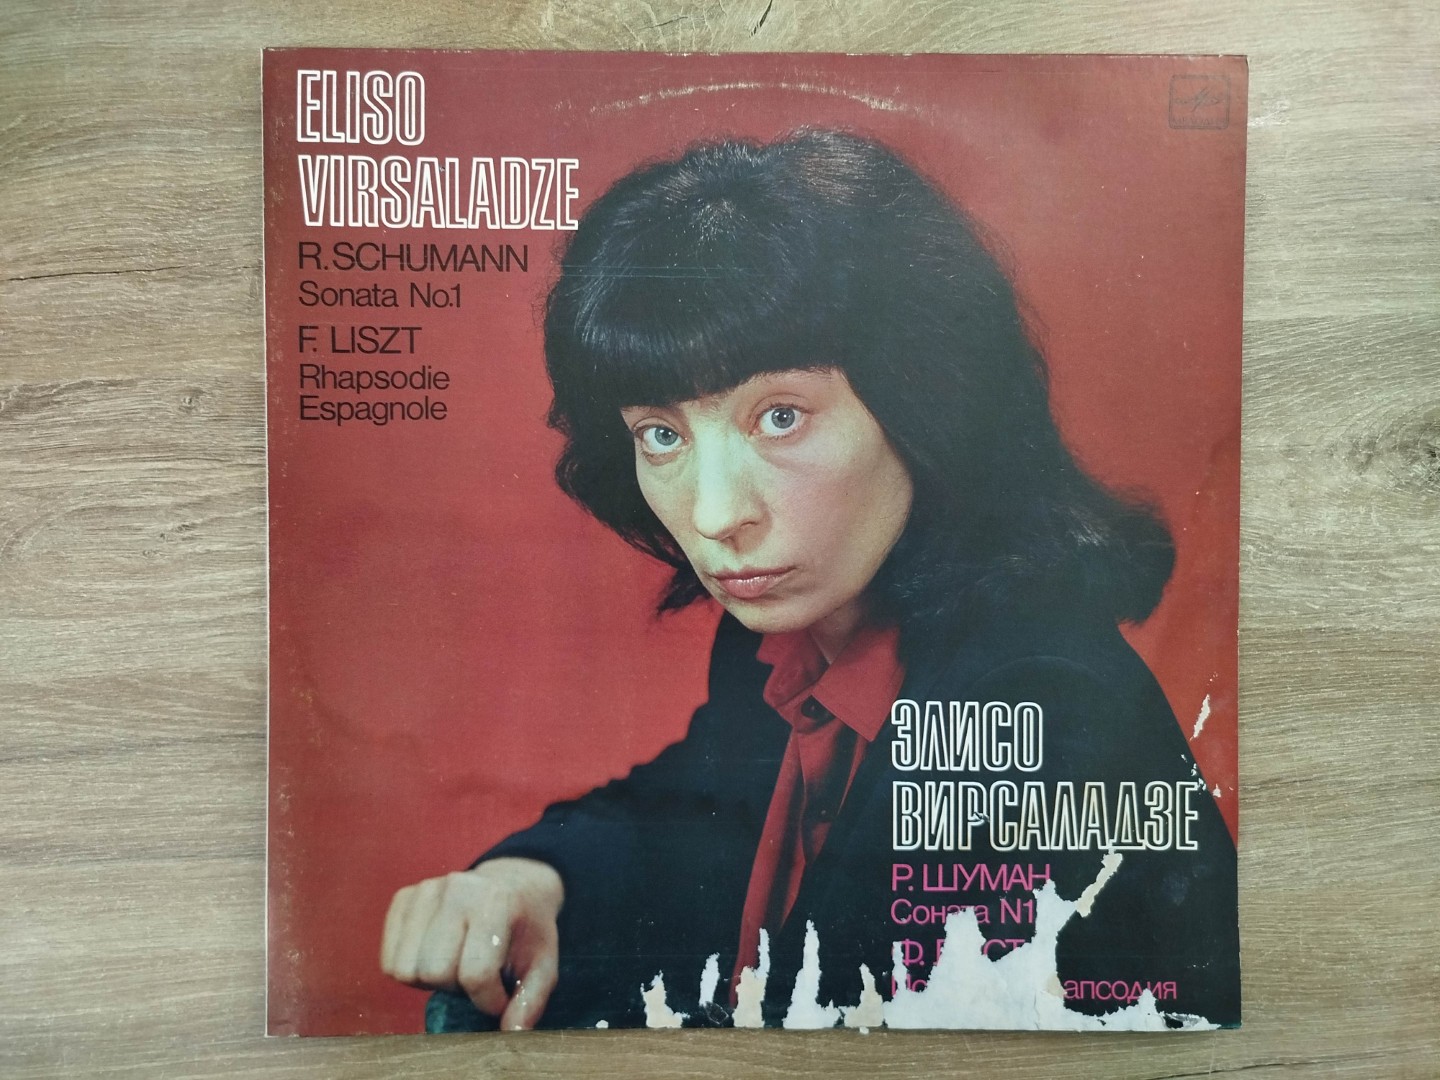 ELISO
VIRSALADZE
R. SCHUMANN
Sonata No.1
F. LISZT
Rhapsodie
Espagnole
ЭЛИСО
ВИРСАЛАДЗЕ
Р. ШУМАН
Соната N1
Ф.